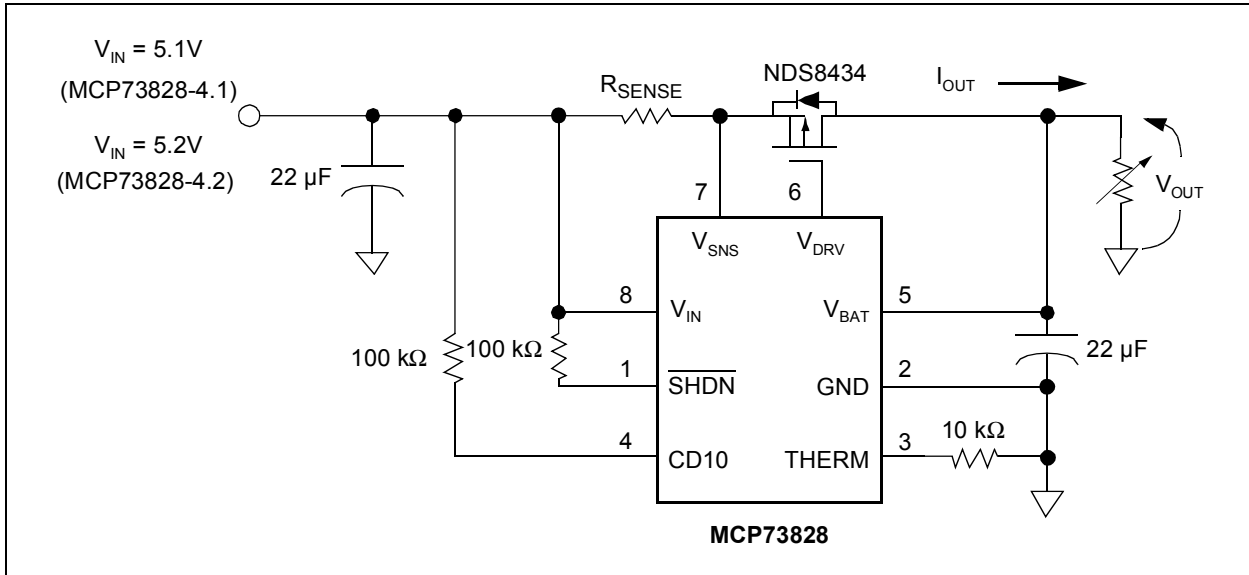 V_IN = 5.1V
(MCP73828-4.1)
V_IN = 5.2V
(MCP73828-4.2)
22 µF
R_SENSE
NDS8434
I_OUT
V_OUT
7
6
V_SNS
V_DRV
8
V_IN
V_BAT
5
100 kΩ
100 kΩ
22 µF
1
SHDN
GND
2
4
CD10
THERM
3
10 kΩ
MCP73828